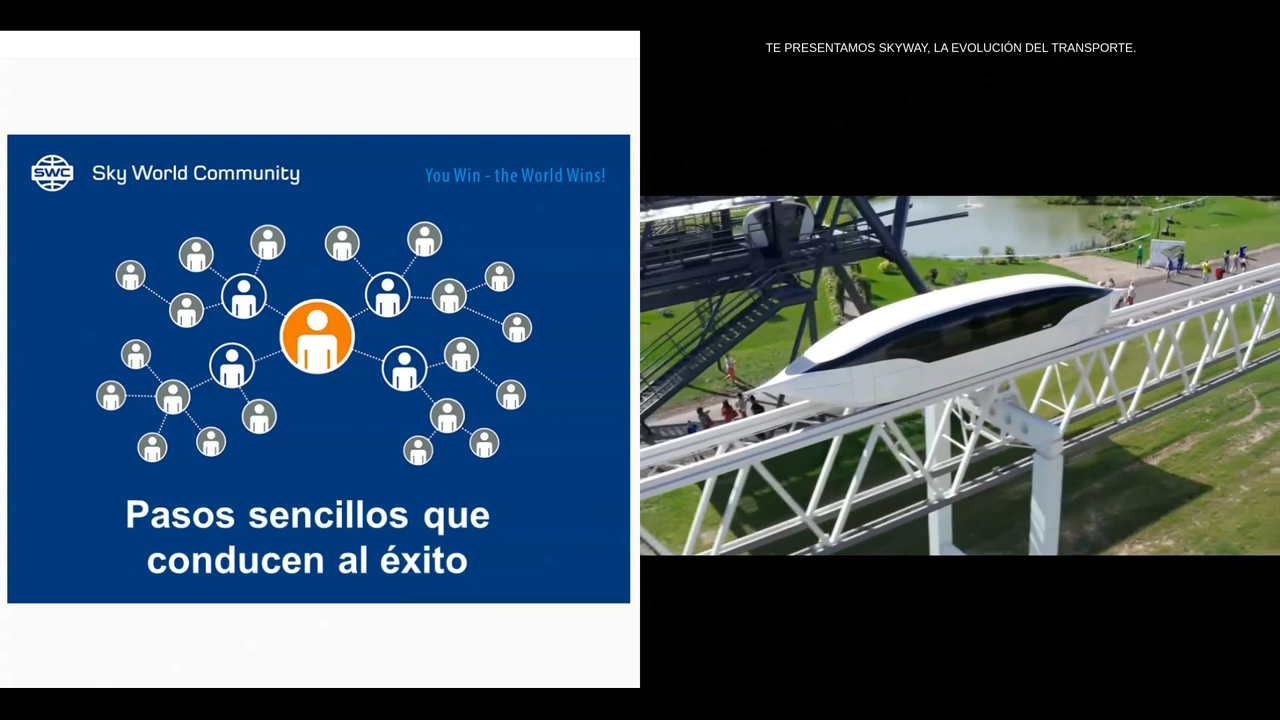 SWC
Sky World Community
You Win - the World Wins!
Pasos sencillos que
conducen al éxito
TE PRESENTAMOS SKYWAY, LA EVOLUCIÓN DEL TRANSPORTE.